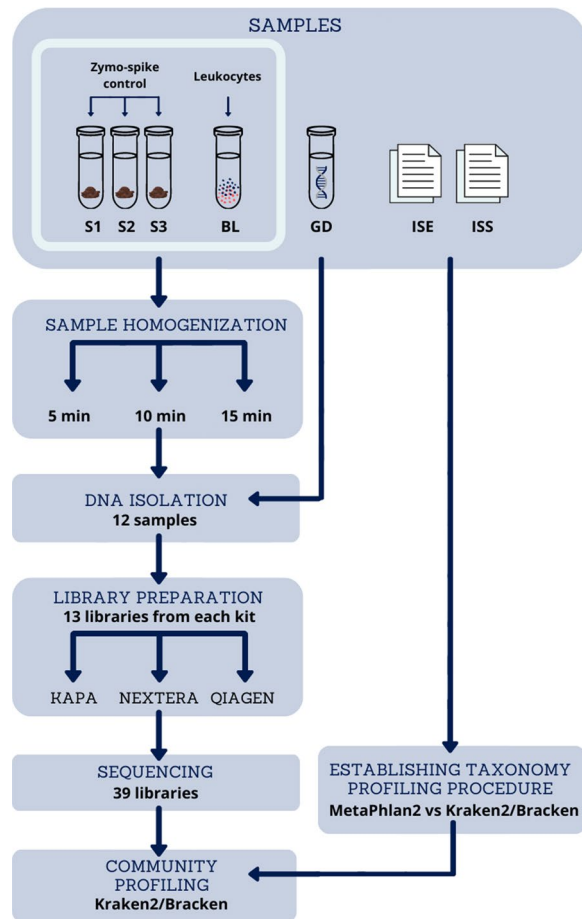 SAMPLES
Zymo-spike
control
Leukocytes
S1 S2 S3 BL GD ISE ISS
SAMPLE HOMOGENIZATION
5 min 10 min 15 min
DNA ISOLATION
12 samples
LIBRARY PREPARATION
13 libraries from each kit
KAPA NEXTERA QIAGEN
SEQUENCING
39 libraries
ESTABLISHING TAXONOMY
PROFILING PROCEDURE
MetaPhlan2 vs Kraken2/Bracken
COMMUNITY
PROFILING
Kraken2/Bracken